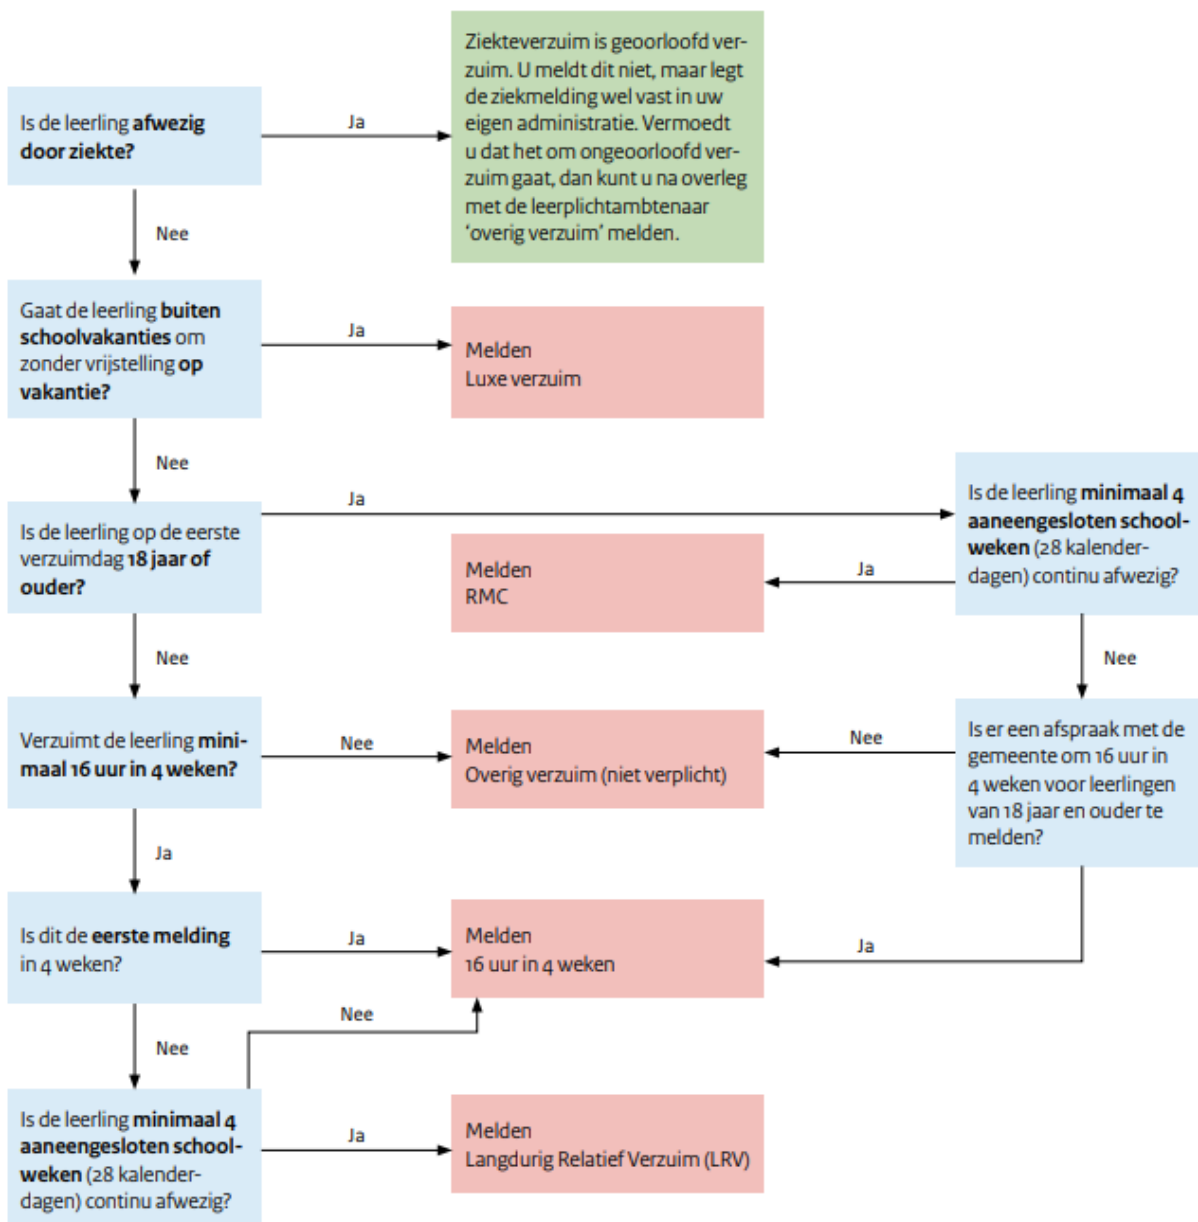 Ziekteverzuim is geoorloofd ver-
zuim. U meldt dit niet, maar legt
de ziekmelding wel vast in uw
eigen administratie. Vermoedt
u dat het om ongeoorloofd ver-
zuim gaat, dan kunt u na overleg
met de leerplichtambtenaar
‘overig verzuim’ melden.
Is de leerling afwezig
door ziekte?
Ja
Nee
Gaat de leerling buiten
schoolvakanties om
zonder vrijstelling op
vakantie?
Ja
Melden
Luxe verzuim
Nee
Is de leerling op de eerste
verzuimdag 18 jaar of
ouder?
Ja
Is de leerling minimaal 4
aaneengesloten school-
weken (28 kalender-
dagen) continu afwezig?
Ja
Melden
RMC
Nee
Nee
Verzuimt de leerling mini-
maal 16 uur in 4 weken?
Nee
Melden
Overig verzuim (niet verplicht)
Nee
Is er een afspraak met de
gemeente om 16 uur in
4 weken voor leerlingen
van 18 jaar en ouder te
melden?
Ja
Is dit de eerste melding
in 4 weken?
Ja
Melden
16 uur in 4 weken
Ja
Nee
Nee
Is de leerling minimaal 4
aaneengesloten school-
weken (28 kalender-
dagen) continu afwezig?
Ja
Melden
Langdurig Relatief Verzuim (LRV)